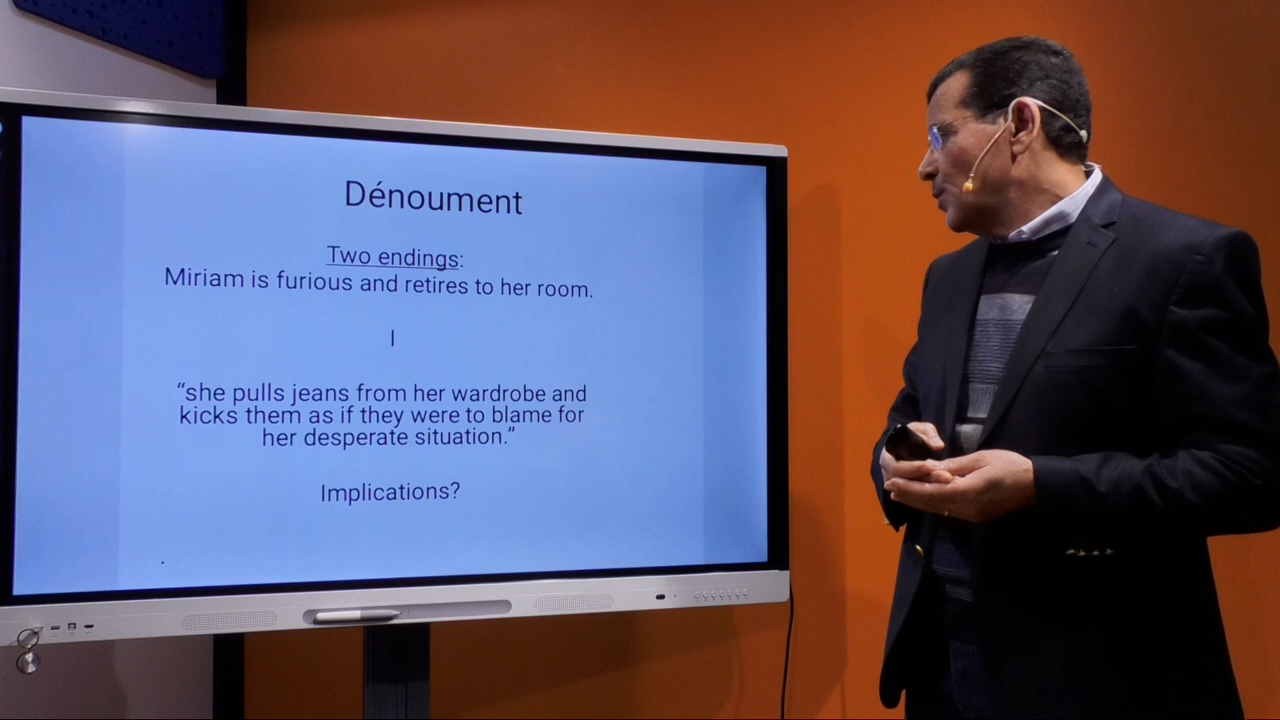 Dénoument
Two endings:
Miriam is furious and retires to her room.
I
“she pulls jeans from her wardrobe and
kicks them as if they were to blame for
her desperate situation.”
Implications?